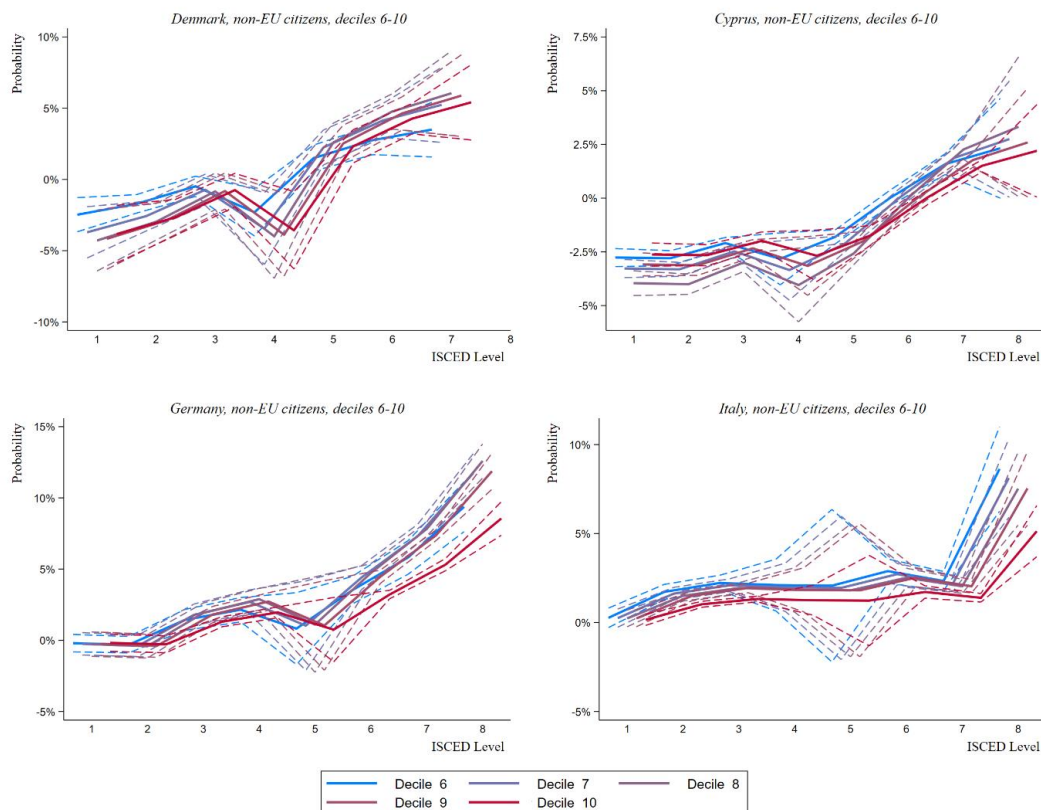 Denmark, non-EU citizens, deciles 6-10
Probability
10%
5%
0%
-5%
-10%
1 2 3 4 5 6 7 8
ISCED Level
Cyprus, non-EU citizens, deciles 6-10
Probability
7.5%
5%
2.5%
0%
-2.5%
-5%
1 2 3 4 5 6 7 8
ISCED Level
Germany, non-EU citizens, deciles 6-10
Probability
15%
10%
5%
0%
-5%
1 2 3 4 5 6 7 8
ISCED Level
Italy, non-EU citizens, deciles 6-10
Probability
10%
5%
0%
-5%
1 2 3 4 5 6 7 8
ISCED Level
Decile 6 Decile 7 Decile 8
Decile 9 Decile 10